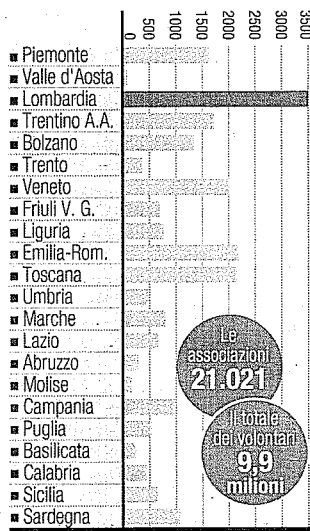 0 500 1000 1500 2000 2500 3000 3500
Piemonte
Valle d'Aosta
Lombardia
Trentino A.A.
Bolzano
Trento
Veneto
Friuli V. G.
Liguria
Emilia-Rom.
Toscana
Umbria
Marche
Lazio
Abruzzo
Molise
Campania
Puglia
Basilicata
Calabria
Sicilia
Sardegna
Le
associazioni
21.021
Il totale
dei volontari
9,9
milioni